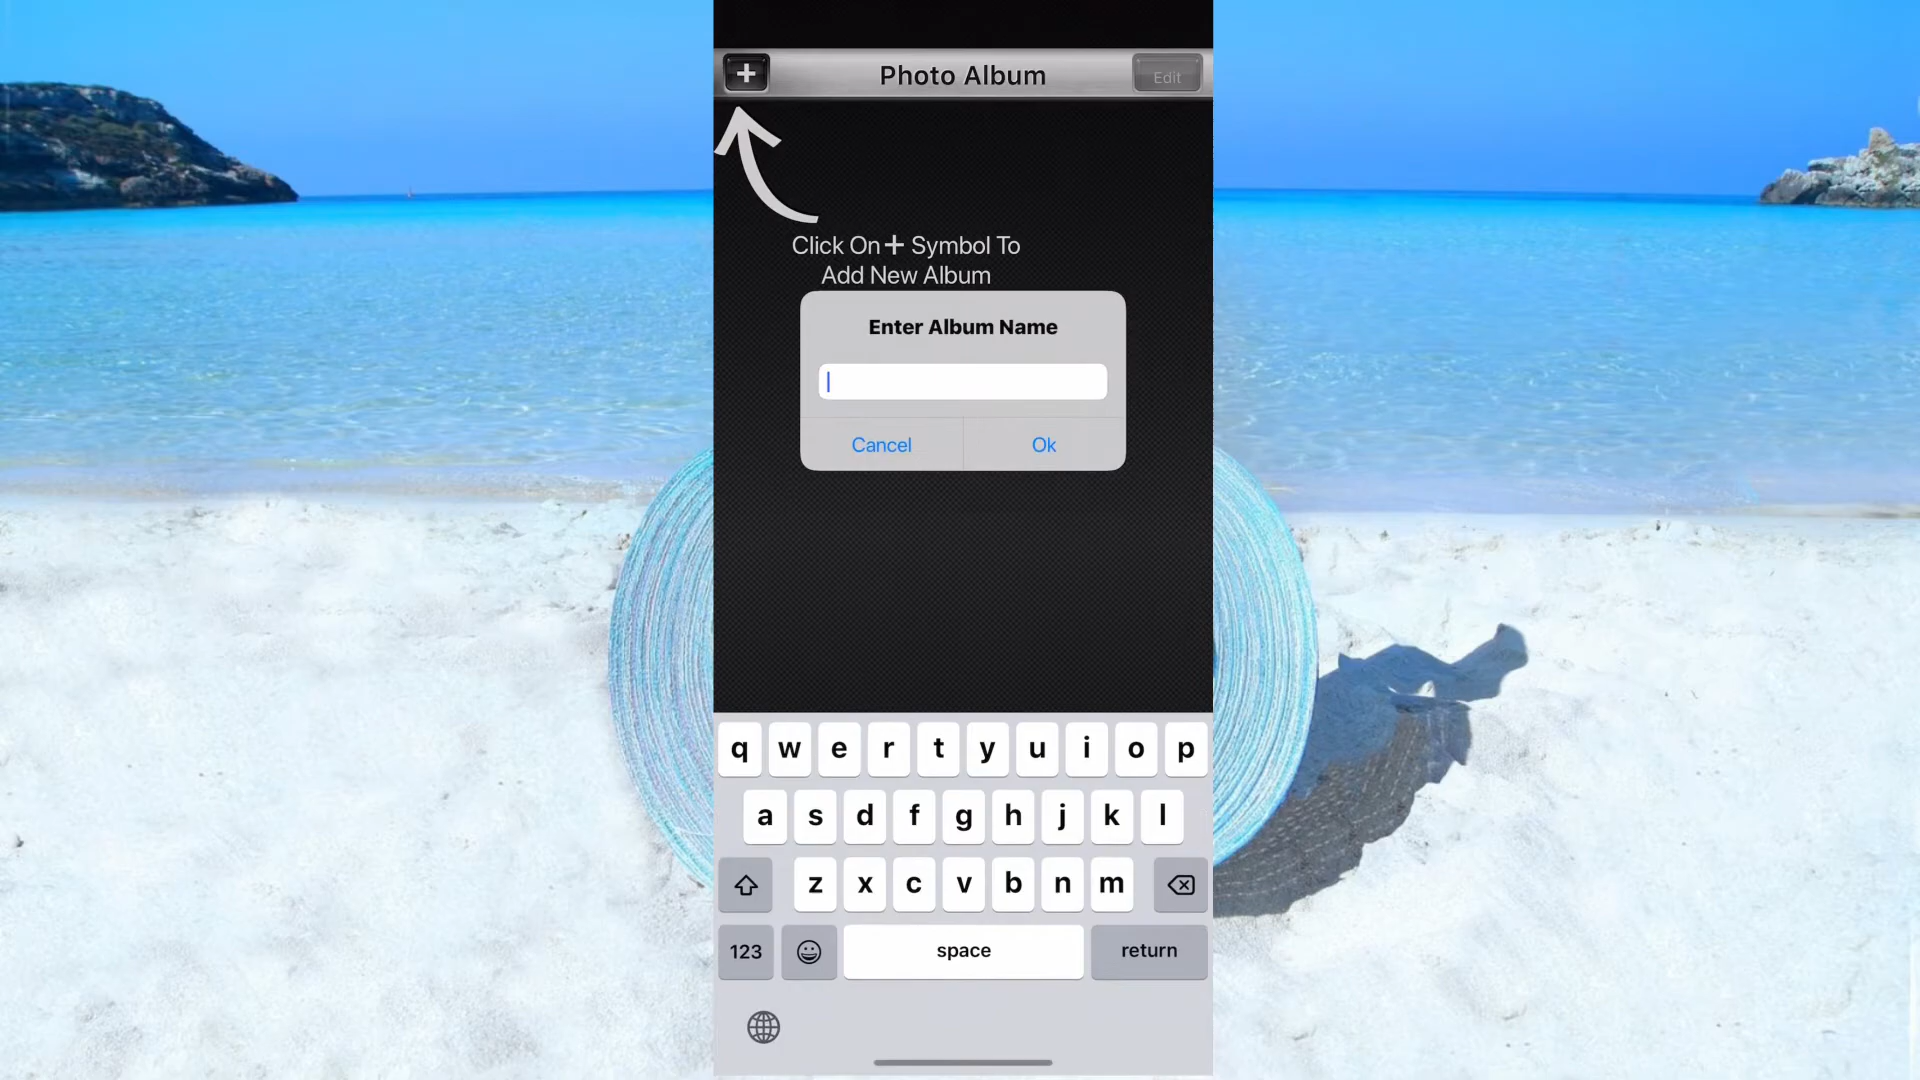 + Photo Album Edit
Click On + Symbol To
Add New Album
Enter Album Name
Cancel Ok
q w e r t y u i o p
a s d f g h j k l
z x c v b n m
123 space return